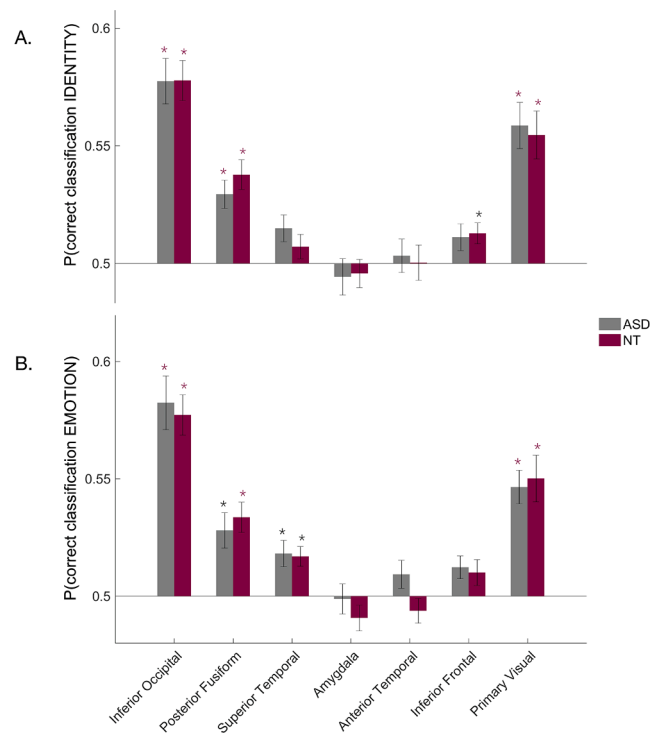 A.
P(correct classification IDENTITY)
0.6
0.55
0.5
* * * * * * *
ASD
NT
B.
P(correct classification EMOTION)
0.6
0.55
0.5
* * * * * * * *
Inferior Occipital
Posterior Fusiform
Superior Temporal
Amygdala
Anterior Temporal
Inferior Frontal
Primary Visual